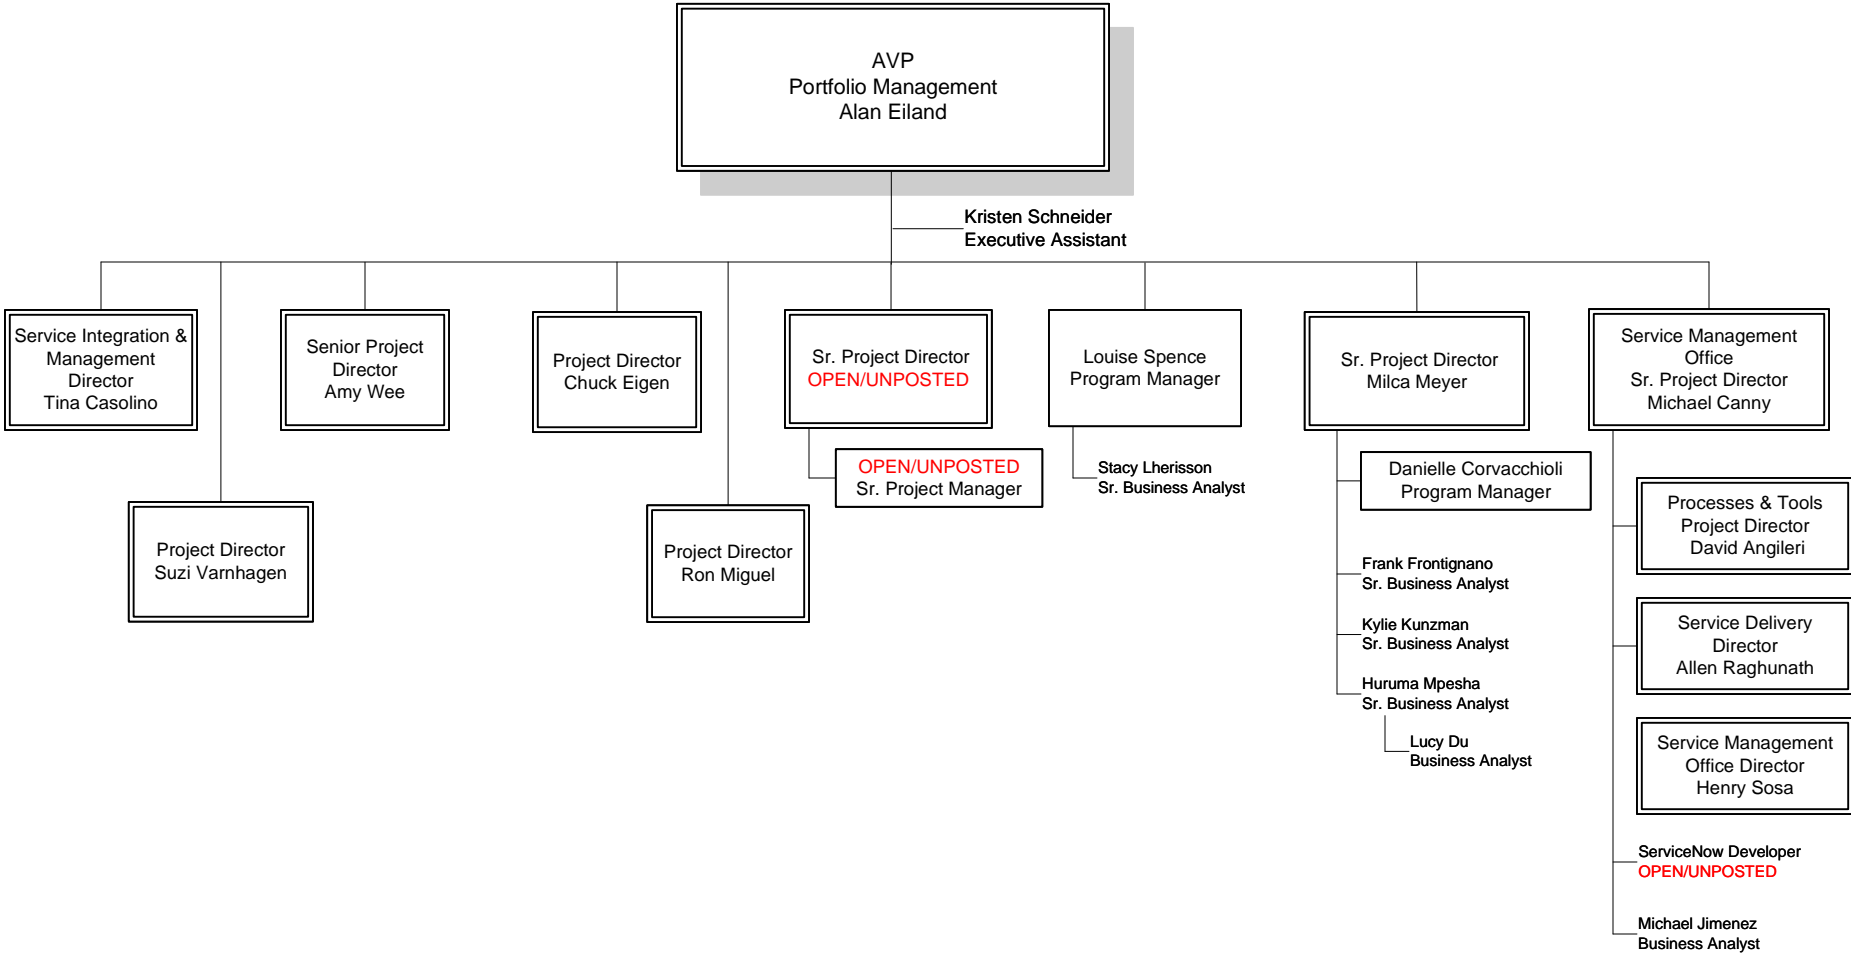 AVP
Portfolio Management
Alan Eiland
Kristen Schneider
Executive Assistant
Service Integration &
Management
Director
Tina Casolino
Senior Project
Director
Amy Wee
Project Director
Chuck Eigen
Sr. Project Director
OPEN/UNPOSTED
Louise Spence
Program Manager
Sr. Project Director
Milca Meyer
Service Management
Office
Sr. Project Director
Michael Canny
OPEN/UNPOSTED
Sr. Project Manager
Stacy Lherisson
Sr. Business Analyst
Danielle Corvacchioli
Program Manager
Processes & Tools
Project Director
David Angileri
Project Director
Suzi Varnhagen
Project Director
Ron Miguel
Frank Frontignano
Sr. Business Analyst
Kylie Kunzman
Sr. Business Analyst
Service Delivery
Director
Allen Raghunath
Huruma Mpesha
Sr. Business Analyst
Lucy Du
Business Analyst
Service Management
Office Director
Henry Sosa
ServiceNow Developer
OPEN/UNPOSTED
Michael Jimenez
Business Analyst